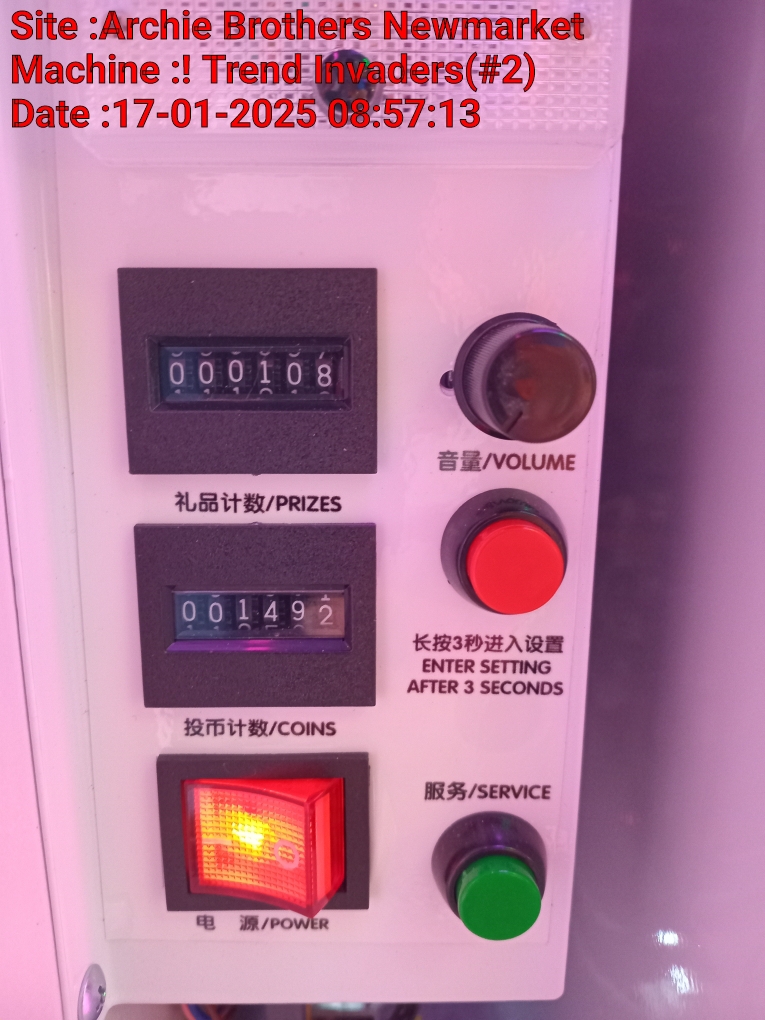 Site :Archie Brothers Newmarket
Machine :! Trend Invaders(#2)
Date :17-01-2025 08:57:13
000108
音量/VOLUME
礼品计数/PRIZES
001492
长按3秒进入设置
ENTER SETTING
AFTER 3 SECONDS
投币计数/COINS
服务/SERVICE
电 源/POWER